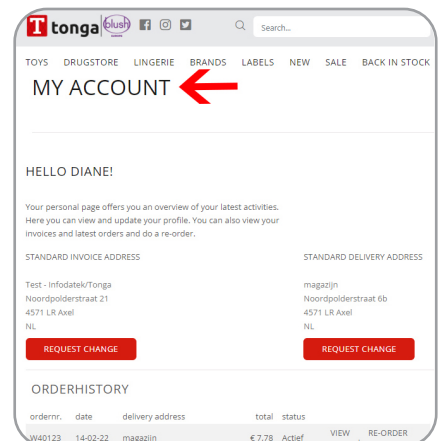 T tonga blush
Search...
TOYS DRUGSTORE LINGERIE BRANDS LABELS NEW SALE BACK IN STOCK
MY ACCOUNT
HELLO DIANE!
Your personal page offers you an overview of your latest activities.
Here you can view and update your profile. You can also view your
invoices and latest orders and do a re-order.
STANDARD INVOICE ADDRESS STANDARD DELIVERY ADDRESS
Test - Infodatek/Tonga magazijn
Noordpolderstraat 21 Noordpolderstraat 6b
4571 LR Axel 4571 LR Axel
NL NL
REQUEST CHANGE REQUEST CHANGE
ORDERHISTORY
ordernr. date delivery address total status
W40123 14-02-22 magazijn € 7,78 Actief VIEW RE-ORDER